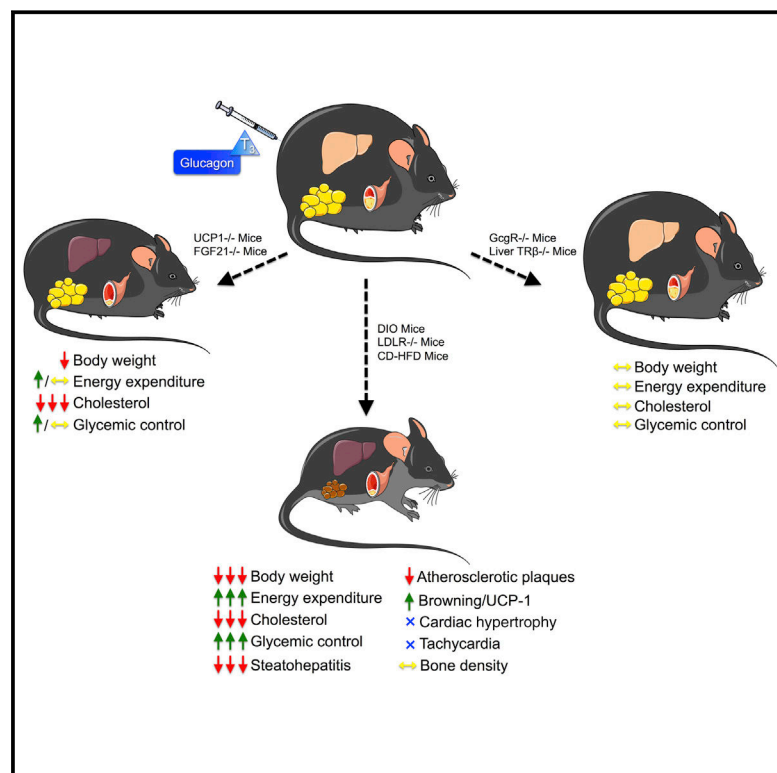 T3
Glucagon
UCP1-/- Mice
FGF21-/- Mice
GcgR-/- Mice
Liver TRβ-/- Mice
DIO Mice
LDLR-/- Mice
CD-HFD Mice
↓ Body weight
↑/↔ Energy expenditure
↓↓↓ Cholesterol
↑/↔ Glycemic control
↔ Body weight
↔ Energy expenditure
↔ Cholesterol
↔ Glycemic control
↓↓↓ Body weight
↑↑↑ Energy expenditure
↓↓↓ Cholesterol
↑↑↑ Glycemic control
↓↓↓ Steatohepatitis
↓ Atherosclerotic plaques
↑ Browning/UCP-1
× Cardiac hypertrophy
× Tachycardia
↔ Bone density